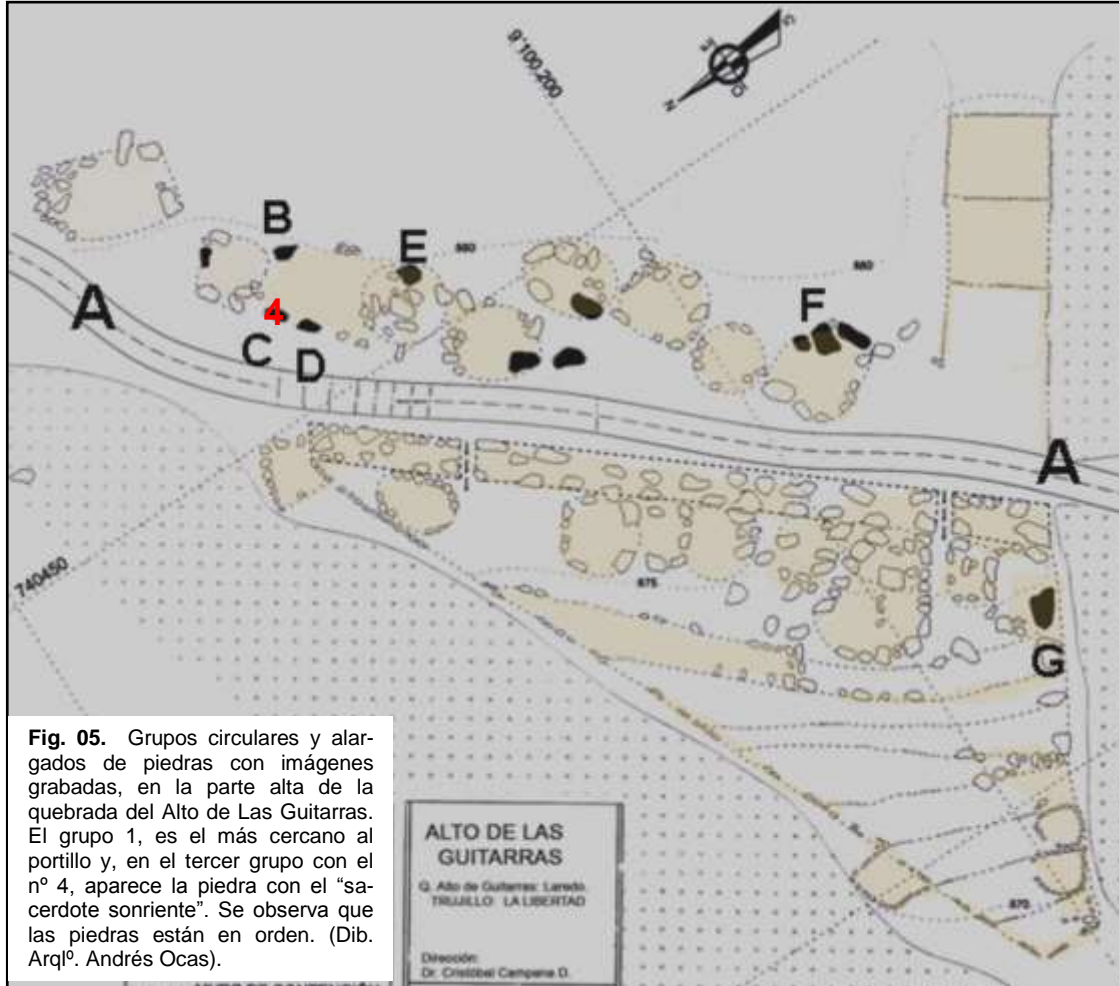 9'100,200
N
E
S
O
B
E
880
880
F
A
4
C
D
A
740450
875
G
870
Fig. 05. Grupos circulares y alar-
gados de piedras con imágenes
grabadas, en la parte alta de la
quebrada del Alto de Las Guitarras.
El grupo 1, es el más cercano al
portillo y, en el tercer grupo con el
nº 4, aparece la piedra con el “sa-
cerdote sonriente”. Se observa que
las piedras están en orden. (Dib.
Arqlº. Andrés Ocas).
ALTO DE LAS
GUITARRAS
Q. Alto de Guitarras: Laredo.
TRUJILLO LA LIBERTAD
Dirección:
Dr. Cristóbal Campana D.